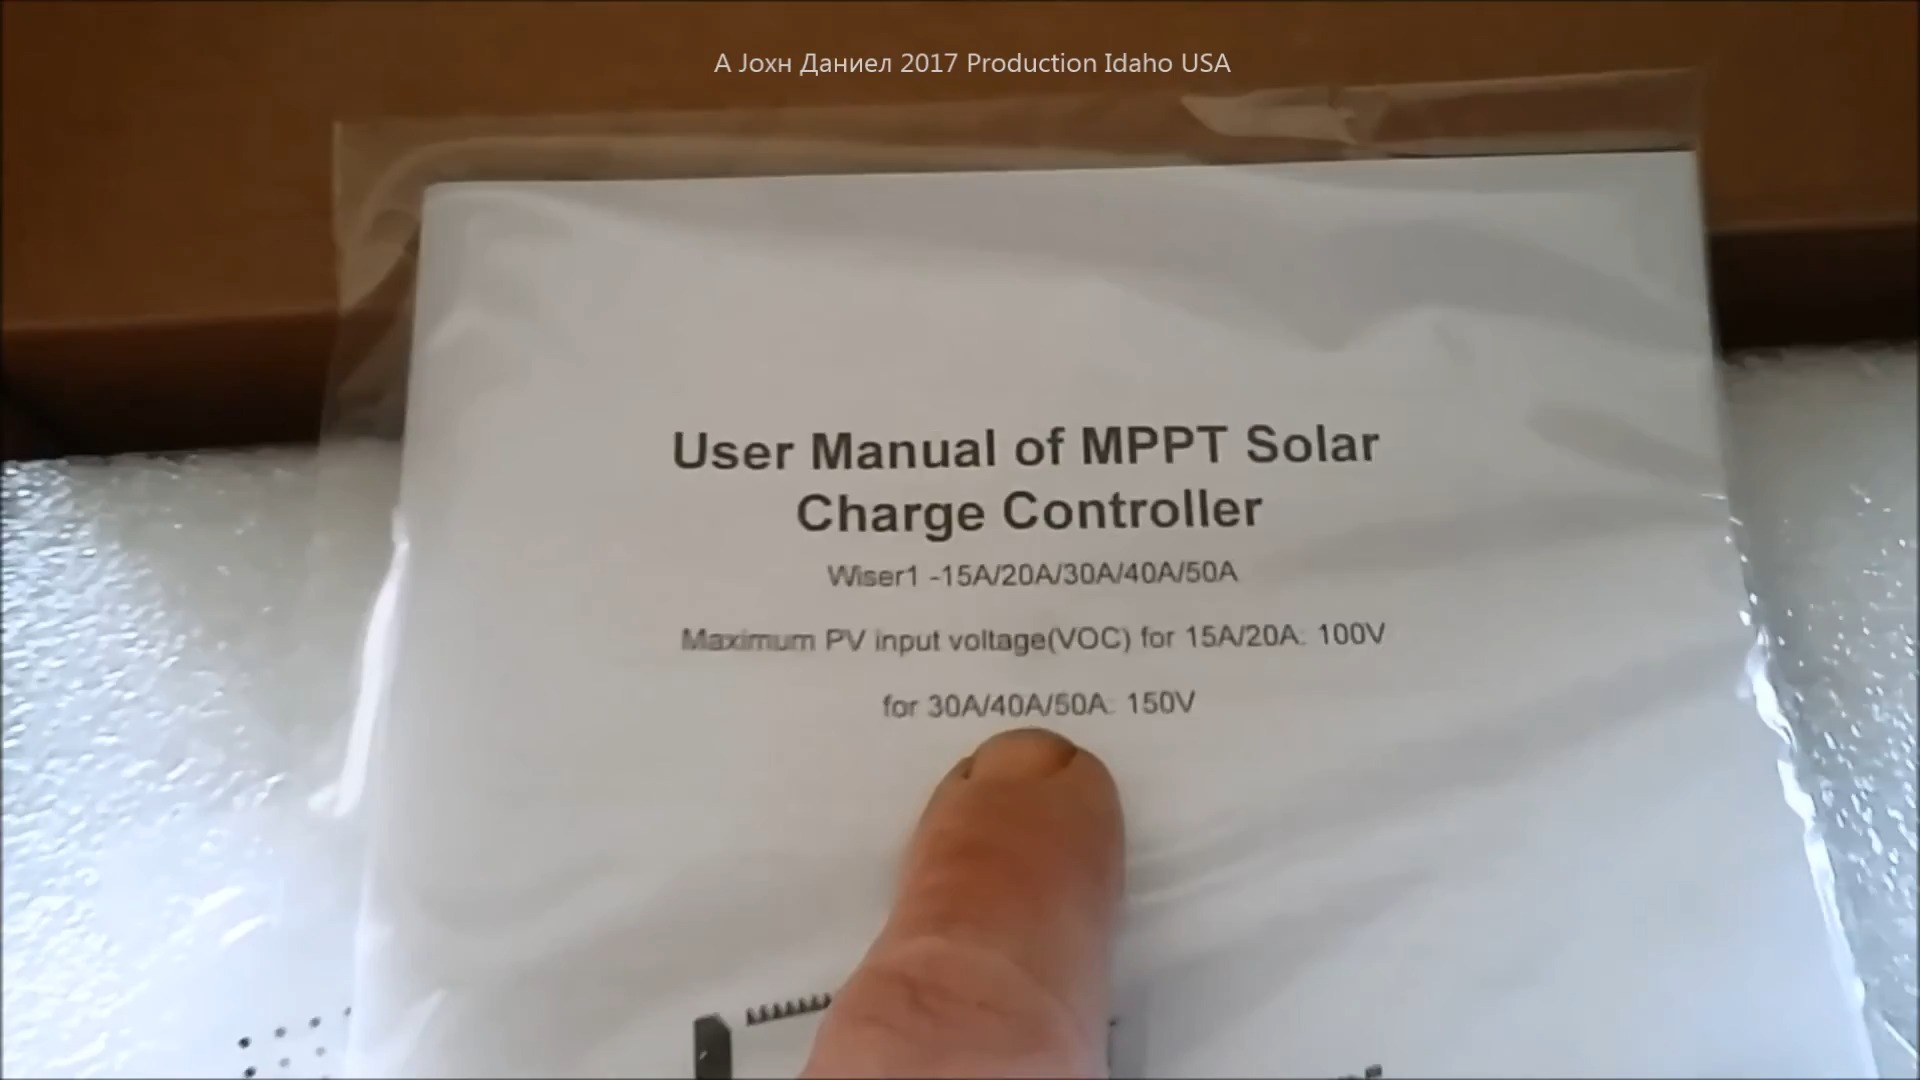 A Јохн Даниел 2017 Production Idaho USA
User Manual of MPPT Solar
Charge Controller
Wiser1 -15A/20A/30A/40A/50A
Maximum PV input voltage(VOC) for 15A/20A: 100V
for 30A/40A/50A: 150V